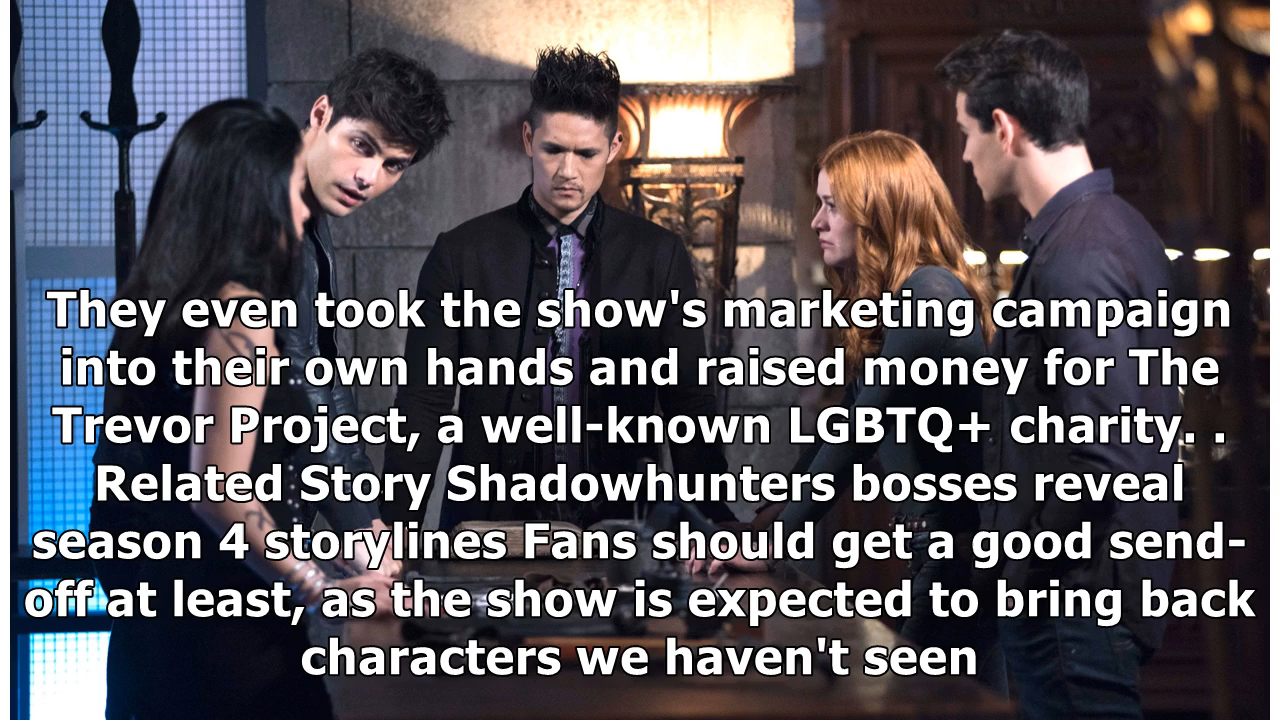 They even took the show's marketing campaign
into their own hands and raised money for The
Trevor Project, a well-known LGBTQ+ charity. .
Related Story Shadowhunters bosses reveal
season 4 storylines Fans should get a good send-
off at least, as the show is expected to bring back
characters we haven't seen